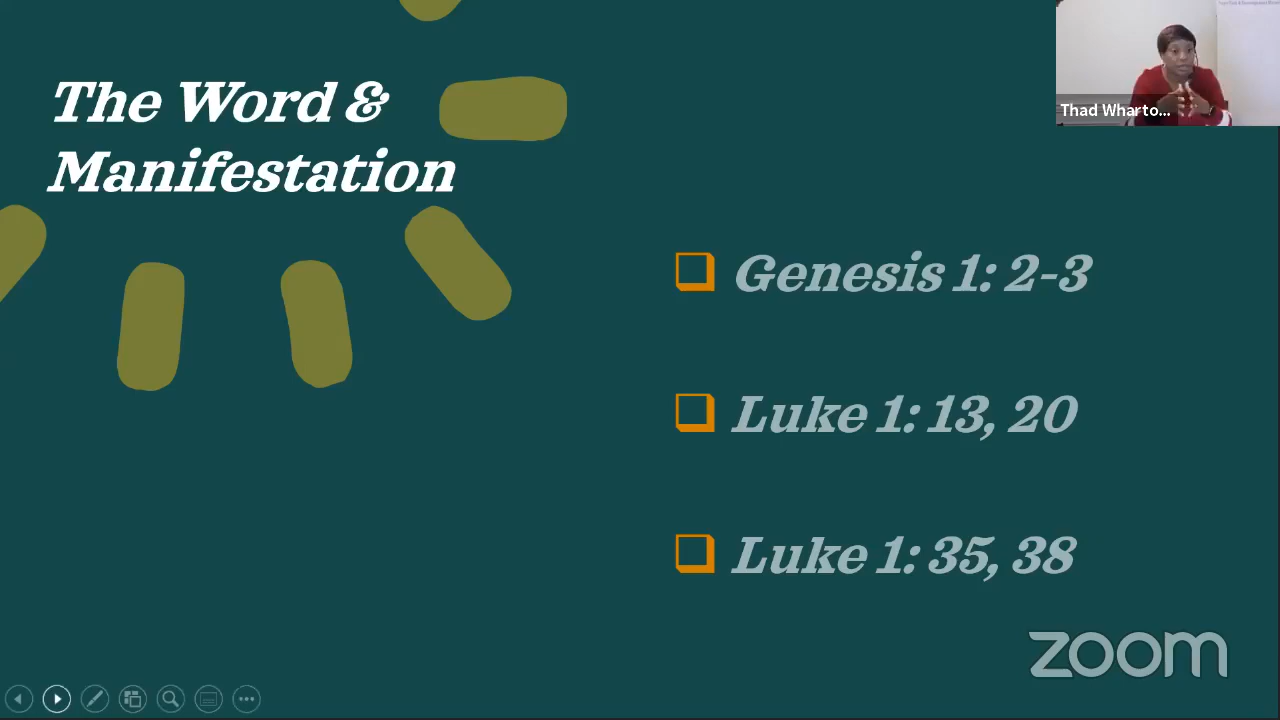 The Word &
Manifestation
Thad Wharto...
Genesis 1: 2-3
Luke 1: 13, 20
Luke 1: 35, 38
zoom